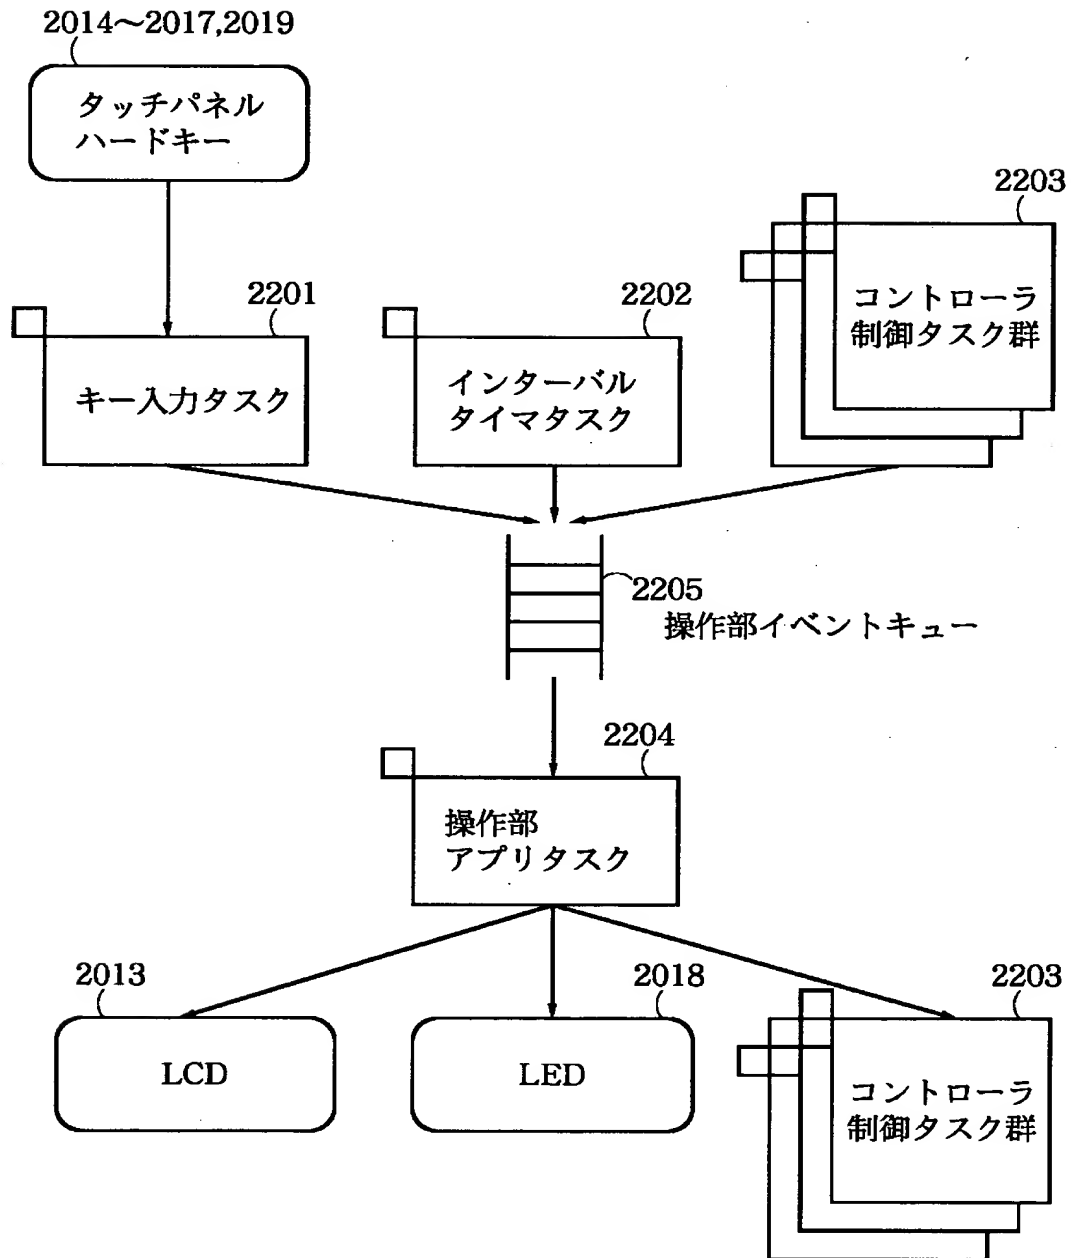 2014～2017,2019
タッチパネル
ハードキー
2201
キー入力タスク
2202
インターバル
タイマタスク
2203
コントローラ
制御タスク群
2205
操作部イベントキュー
2204
操作部
アプリタスク
2013
LCD
2018
LED
2203
コントローラ
制御タスク群